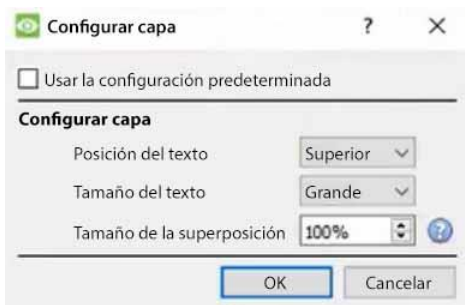 Configurar capa ? ×
Usar la configuración predeterminada
Configurar capa
Posición del texto Superior
Tamaño del texto Grande
Tamaño de la superposición 100% ?
OK Cancelar